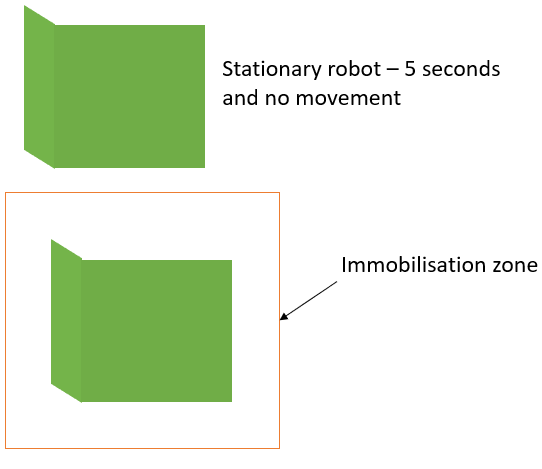 Stationary robot – 5 seconds
and no movement
Immobilisation zone